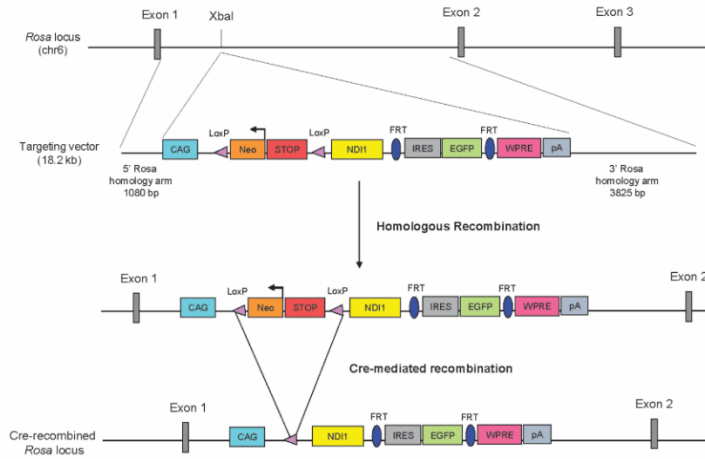 Exon 1 XbaI Exon 2 Exon 3
Rosa locus
(chr6)
Targeting vector
(18.2 kb)
LoxP LoxP FRT FRT
CAG Neo STOP NDI1 IRES EGFP WPRE pA
5' Rosa
homology arm
1080 bp
3' Rosa
homology arm
3825 bp
Homologous Recombination
Exon 1 LoxP LoxP FRT FRT Exon 2
CAG Neo STOP NDI1 IRES EGFP WPRE pA
Cre-mediated recombination
Exon 1 FRT FRT Exon 2
Cre-recombined
Rosa locus
CAG NDI1 IRES EGFP WPRE pA